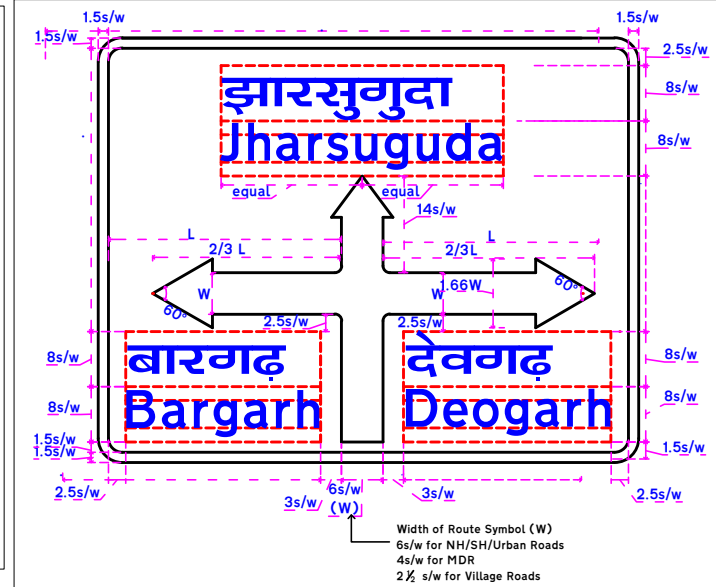 1.5s/w 1.5s/w
1.5s/w
2.5s/w
झारसुगुदा
8s/w
Jharsuguda
8s/w
equal equal
14s/w
L L
2/3 L 2/3L
W W 1.66W
60° 60°
2.5s/w 2.5s/w
बारगढ़ देवगढ़
8s/w 8s/w
Bargarh Deogarh
8s/w 8s/w
1.5s/w 1.5s/w
1.5s/w
2.5s/w 3s/w 6s/w 3s/w 2.5s/w
(W)
Width of Route Symbol (W)
6s/w for NH/SH/Urban Roads
4s/w for MDR
2 ½ s/w for Village Roads